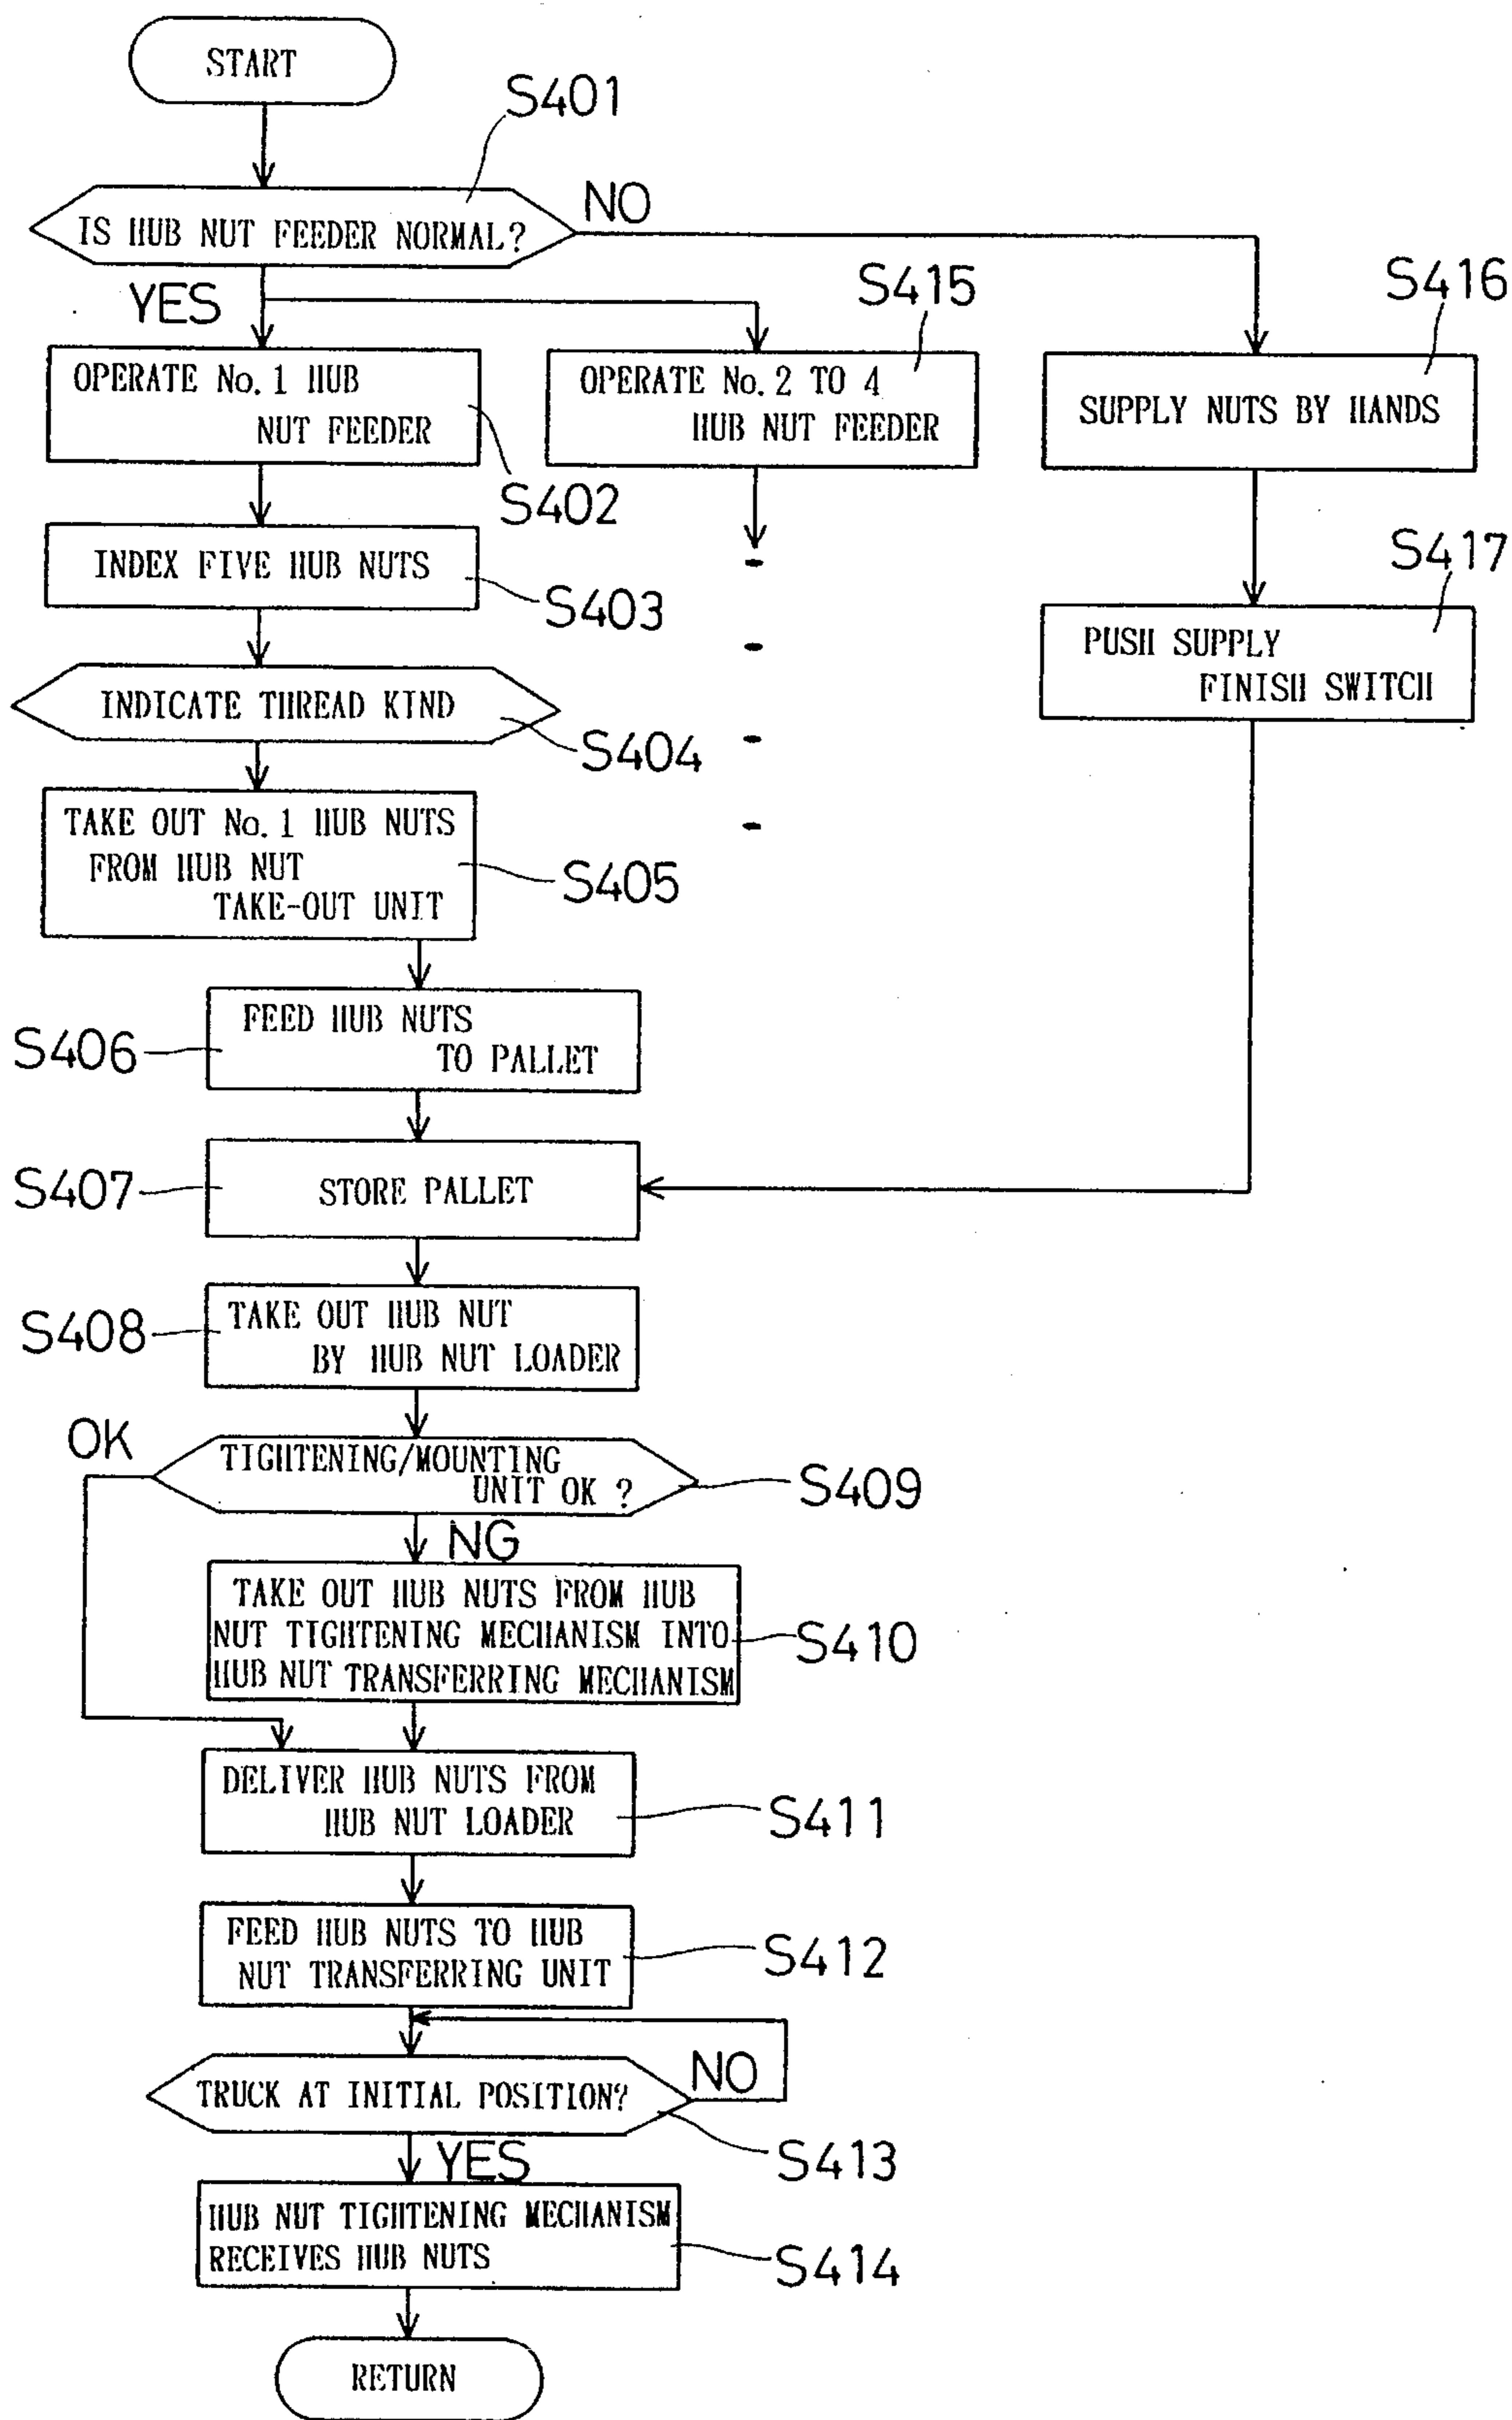 START
S401
IS HUB NUT FEEDER NORMAL?
NO
YES
S415
S416
OPERATE No. 1 HUB
NUT FEEDER
S402
OPERATE No. 2 TO 4
HUB NUT FEEDER
SUPPLY NUTS BY HANDS
INDEX FIVE HUB NUTS
S403
S417
PUSH SUPPLY
FINISH SWITCH
INDICATE THREAD KIND
S404
TAKE OUT No. 1 HUB NUTS
FROM HUB NUT
TAKE-OUT UNIT
S405
FEED HUB NUTS
TO PALLET
S406
S407
STORE PALLET
S408
TAKE OUT HUB NUT
BY HUB NUT LOADER
OK
TIGHTENING/MOUNTING
UNIT OK ?
S409
NG
TAKE OUT HUB NUTS FROM HUB
NUT TIGHTENING MECHANISM INTO
HUB NUT TRANSFERRING MECHANISM
S410
DELIVER HUB NUTS FROM
HUB NUT LOADER
S411
FEED HUB NUTS TO HUB
NUT TRANSFERRING UNIT
S412
TRUCK AT INITIAL POSITION?
NO
S413
YES
HUB NUT TIGHTENING MECHANISM
RECEIVES HUB NUTS
S414
RETURN